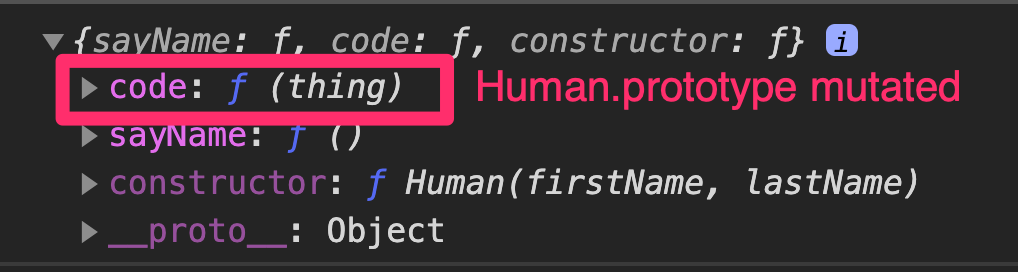 ▼{sayName: ƒ, code: ƒ, constructor: ƒ} i
▶ code: ƒ (thing) Human.prototype mutated
▶ sayName: ƒ ()
▶ constructor: ƒ Human(firstName, lastName)
▶ __proto__: Object